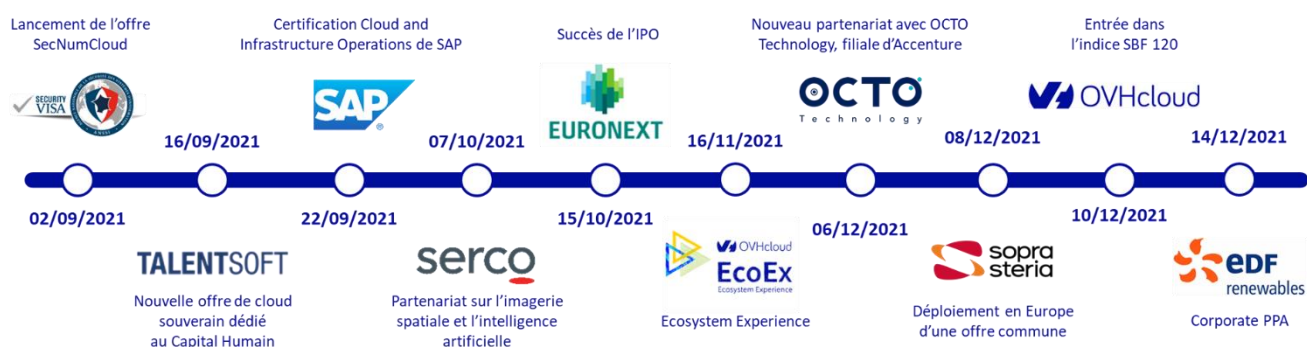 Lancement de l’offre
SecNumCloud
Certification Cloud and
Infrastructure Operations de SAP
Succès de l’IPO
Nouveau partenariat avec OCTO
Technology, filiale d’Accenture
Entrée dans
l’indice SBF 120
SECURITY
VISA
SAP
®
EURONEXT
OCTO
Technology
OVHcloud
16/09/2021
07/10/2021
16/11/2021
08/12/2021
14/12/2021
02/09/2021
22/09/2021
15/10/2021
06/12/2021
10/12/2021
TALENTSOFT
Nouvelle offre de cloud
souverain dédié
au Capital Humain
serco
Partenariat sur l’imagerie
spatiale et l’intelligence
artificielle
OVHcloud
EcoEx
Ecosystem Experience
Ecosystem Experience
sopra
steria
Déploiement en Europe
d’une offre commune
eDF
renewables
Corporate PPA